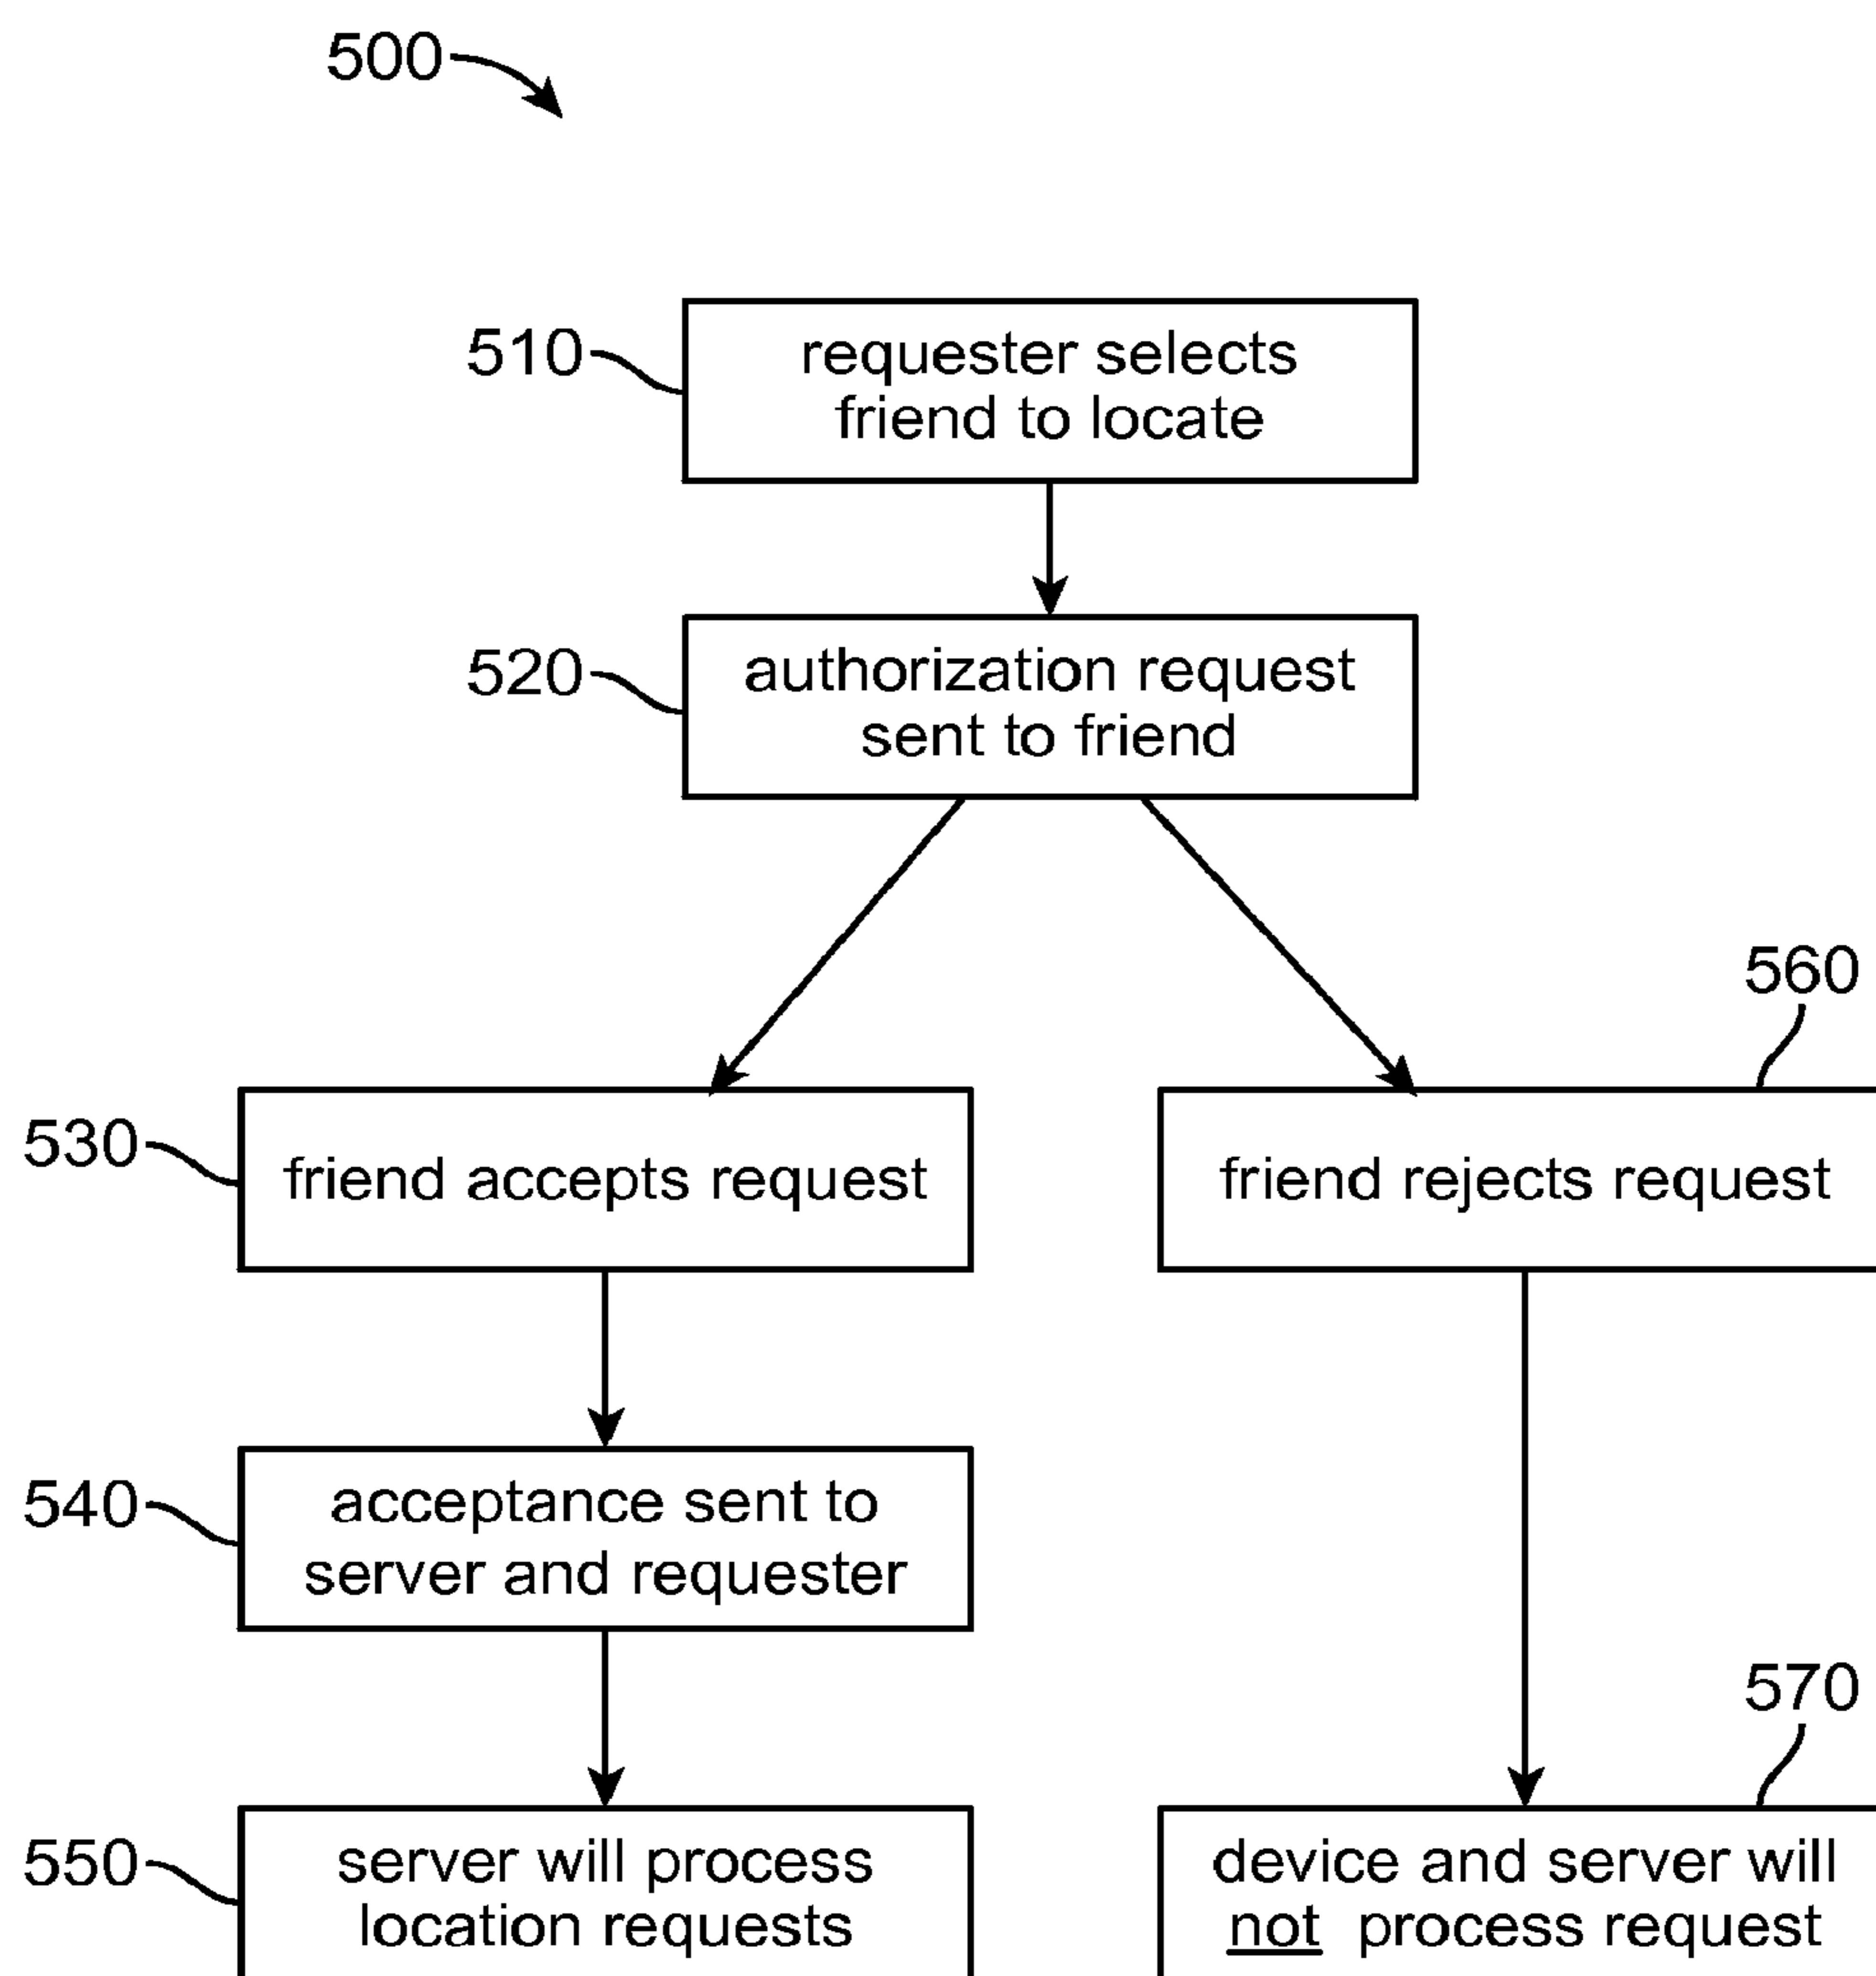 500
510
requester selects
friend to locate
520
authorization request
sent to friend
560
530
friend accepts request
friend rejects request
540
acceptance sent to
server and requester
570
550
server will process
location requests
device and server will
not process request